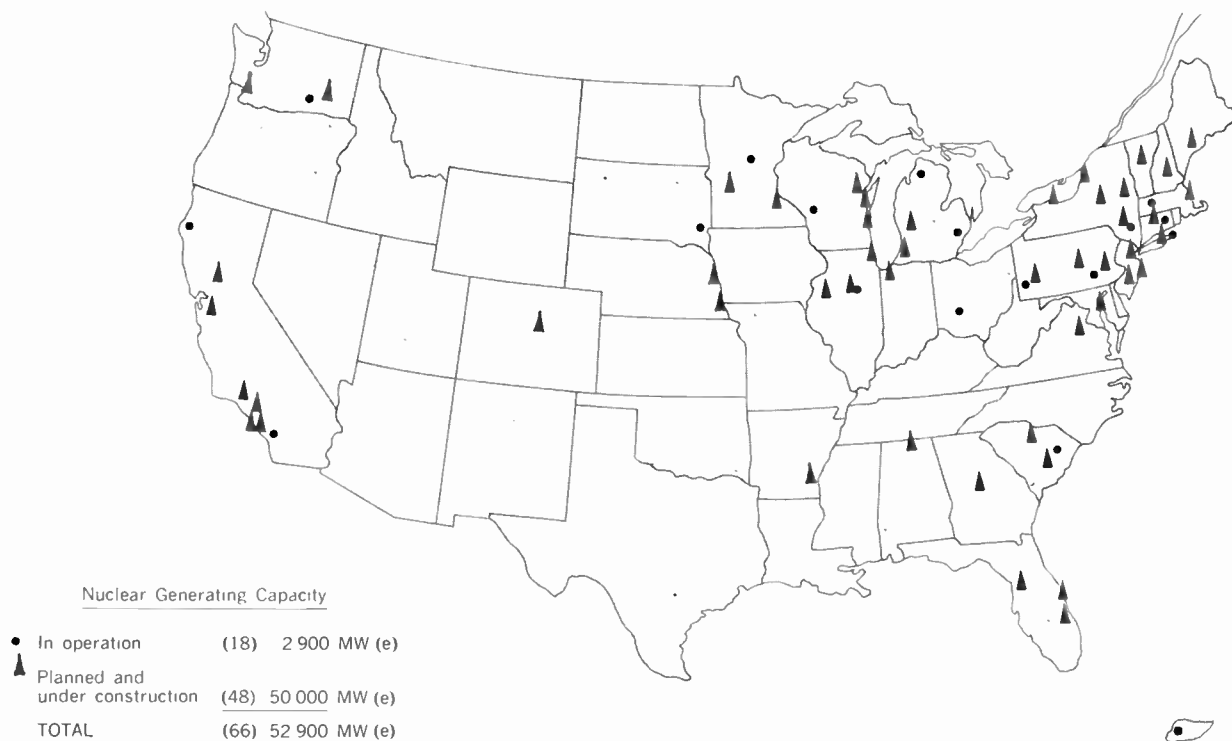 Nuclear Generating Capacity
In operation (18) 2 900 MW (e)
Planned and
under construction (48) 50 000 MW (e)
TOTAL (66) 52 900 MW (e)